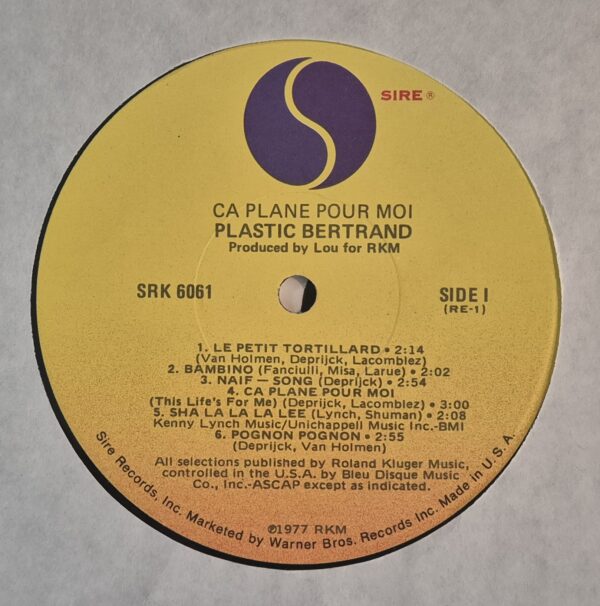 SIRE ®
CA PLANE POUR MOI
PLASTIC BERTRAND
Produced by Lou for RKM
SRK 6061
SIDE I
(RE-1)
1. LE PETIT TORTILLARD • 2:14
(Van Holmen, Deprijck, Lacomblez)
2. BAMBINO (Fanciulli, Misa, Larue) • 2:02
3. NAIF — SONG (Deprijck) • 2:54
4. CA PLANE POUR MOI
(This Life's For Me) (Deprijck, Lacomblez) • 3:00
5. SHA LA LA LA LEE (Lynch, Shuman) • 2:08
Kenny Lynch Music/Unichappell Music Inc.-BMI
6. POGNON POGNON • 2:55
(Deprijck, Van Holmen)
All selections published by Roland Kluger Music,
controlled in the U.S.A. by Bleu Disque Music
Co., Inc.-ASCAP except as indicated.
℗1977 RKM
Sire Records, Inc. Marketed by Warner Bros. Records Inc. Made in U.S.A.